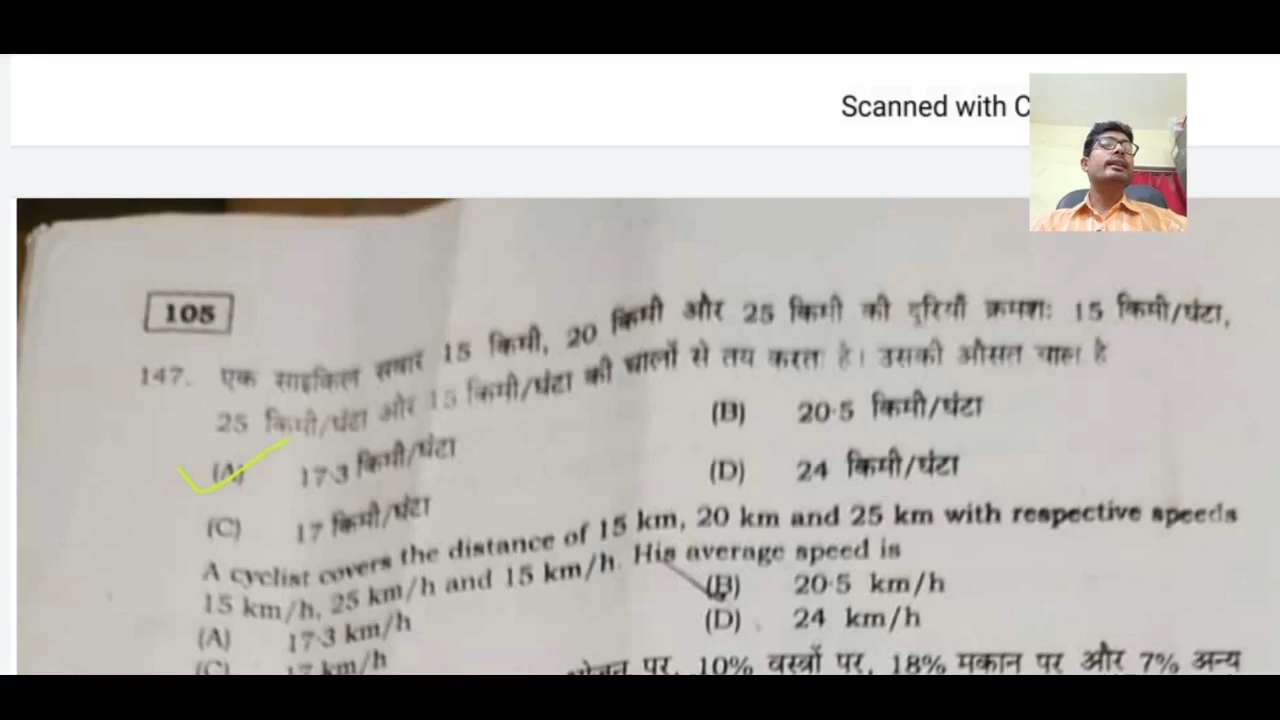 Scanned with C
105
147. एक साइकिल सवार 15 किमी, 20 किमी और 25 किमी की दूरियाँ क्रमशः 15 किमी/घंटा,
25 किमी/घंटा और 15 किमी/घंटा की चालों से तय करता है। उसकी औसत चाल है
(A) 17·3 किमी/घंटा (B) 20·5 किमी/घंटा
(C) 17 किमी/घंटा (D) 24 किमी/घंटा
A cyclist covers the distance of 15 km, 20 km and 25 km with respective speeds
15 km/h, 25 km/h and 15 km/h. His average speed is
(A) 17·3 km/h (B) 20·5 km/h
(C) 17 km/h (D) 24 km/h
भोजन पर, 10% वस्त्रों पर, 18% मकान पर और 7% अन्य